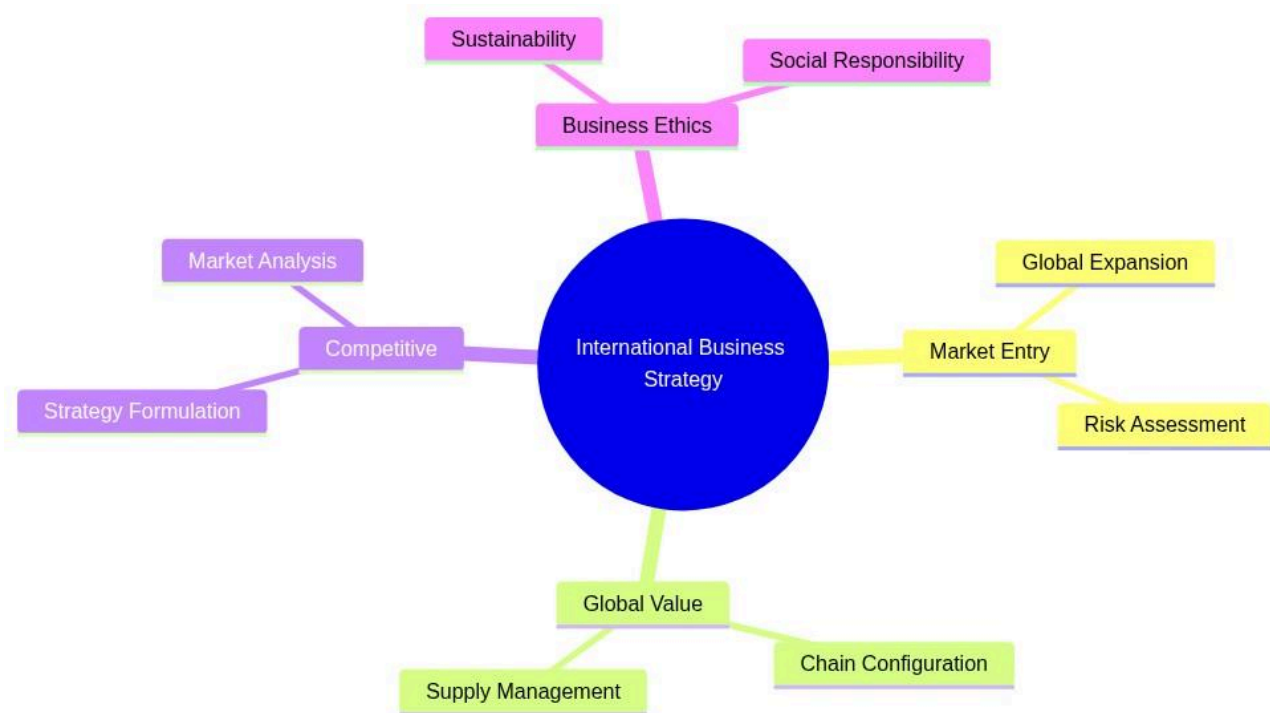 Sustainability
Social Responsibility
Business Ethics
Market Analysis
Global Expansion
Competitive
International Business
Strategy
Market Entry
Strategy Formulation
Risk Assessment
Global Value
Chain Configuration
Supply Management